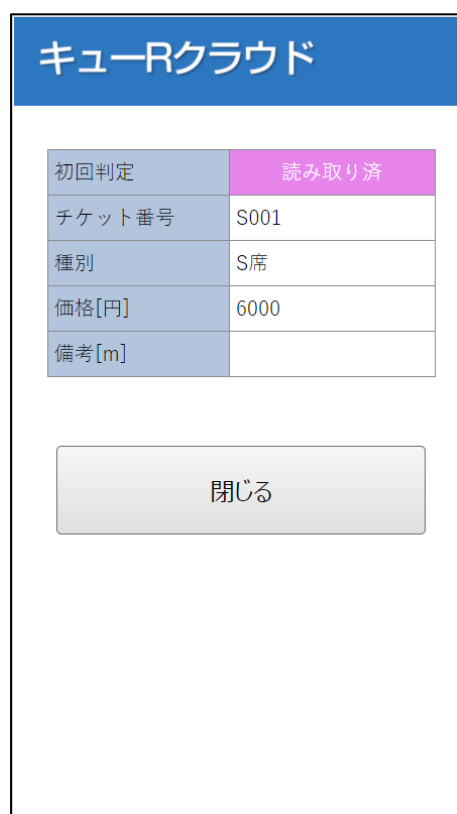 キューRクラウド
初回判定 読み取り済
チケット番号 S001
種別 S席
価格[円] 6000
備考[m]
閉じる